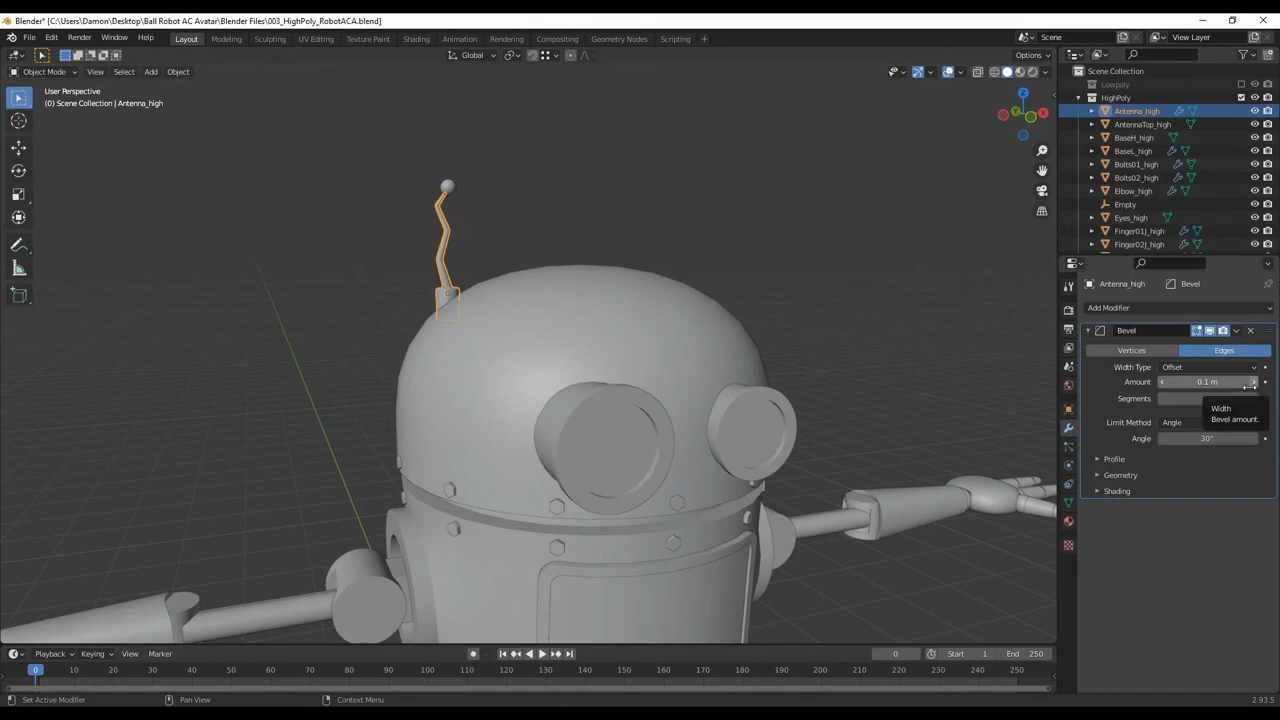 Blender* [C:\Users\Damon\Desktop\Ball Robot AC Avatar\Blender Files\003_HighPoly_RobotACA.blend]
File Edit Render Window Help Layout Modeling Sculpting UV Editing Texture Paint Shading Animation Rendering Compositing Geometry Nodes Scripting + Scene View Layer
Global Options
Object Mode View Select Add Object
User Perspective
(0) Scene Collection | Antenna_high
Z
Y
X
Scene Collection
Lowpoly
HighPoly
Antenna_high
AntennaTop_high
BaseH_high
BaseL_high
Bolts01_high
Bolts02_high
Elbow_high
Empty
Eyes_high
Finger01J_high
Finger02J_high
Antenna_high Bevel
Add Modifier
Bevel
Vertices Edges
Width Type Offset
Amount 0.1 m
Segments
Width
Bevel amount.
Limit Method Angle
Angle 30°
Profile
Geometry
Shading
Playback Keying View Marker 0 Start 1 End 250
0 10 20 30 40 50 60 70 80 90 100 110 120 130 140 150 160 170 180 190 200 210 220 230 240 250
Set Active Modifier Pan View Context Menu 2.93.5